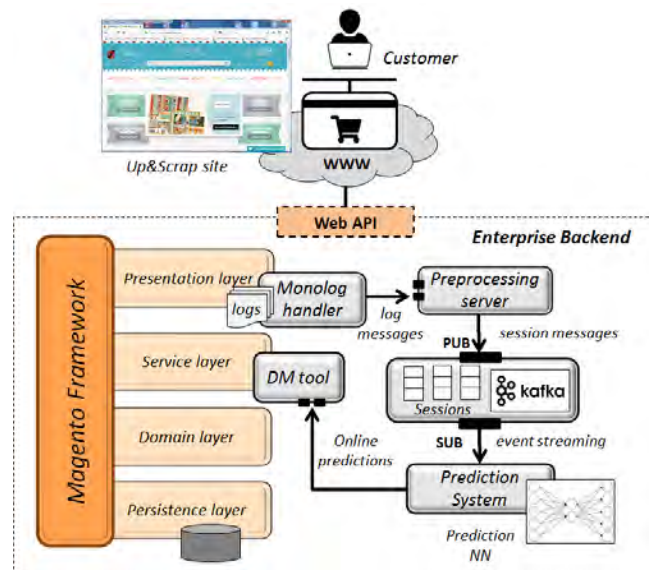 Customer
Up&Scrap site
www
Web API
Enterprise Backend
Magento Framework
Presentation layer
Monolog
handler
logs
log
messages
Preprocessing
server
PUB
session messages
Service layer
DM tool
Sessions
kafka
Domain layer
Online
predictions
SUB
event streaming
Persistence layer
Prediction
System
Prediction
NN